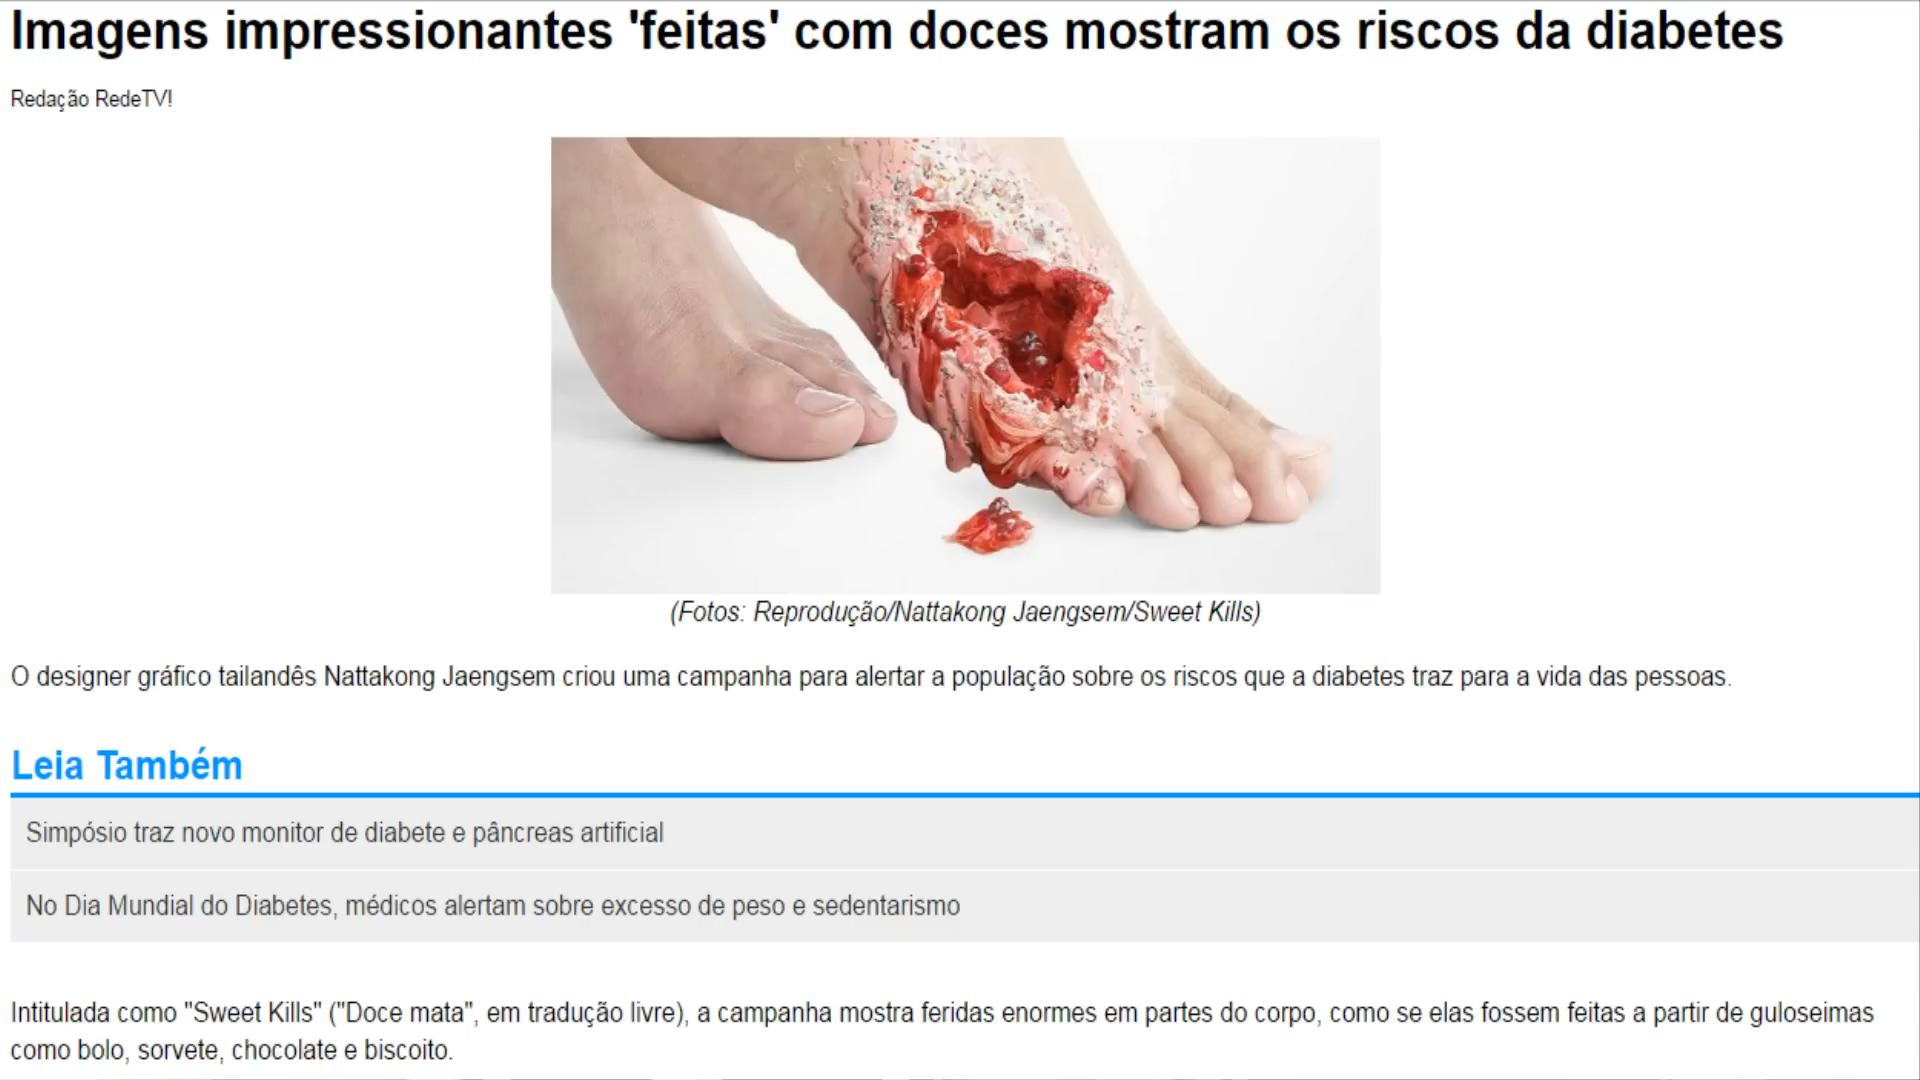 Imagens impressionantes 'feitas' com doces mostram os riscos da diabetes
Redação RedeTV!
(Fotos: Reprodução/Nattakong Jaengsem/Sweet Kills)
O designer gráfico tailandês Nattakong Jaengsem criou uma campanha para alertar a população sobre os riscos que a diabetes traz para a vida das pessoas.
Leia Também
Simpósio traz novo monitor de diabete e pâncreas artificial
No Dia Mundial do Diabetes, médicos alertam sobre excesso de peso e sedentarismo
Intitulada como "Sweet Kills" ("Doce mata", em tradução livre), a campanha mostra feridas enormes em partes do corpo, como se elas fossem feitas a partir de guloseimas
como bolo, sorvete, chocolate e biscoito.